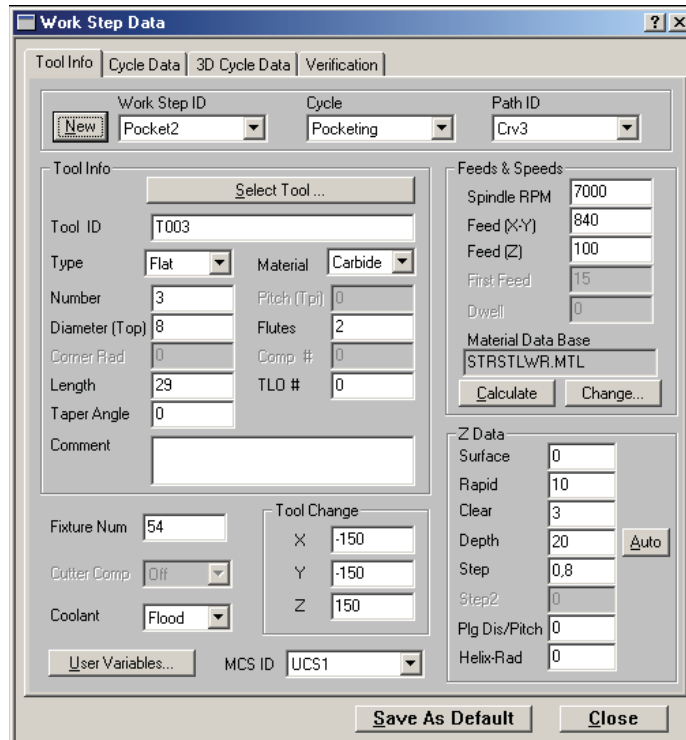 Work Step Data
Tool Info Cycle Data 3D Cycle Data Verification
Work Step ID Cycle Path ID
New Pocket2 Pocketing Crv3
Tool Info
Select Tool ...
Tool ID T003
Type Flat Material Carbide
Number 3 Pitch (Tpi) 0
Diameter (Top) 8 Flutes 2
Corner Rad 0 Comp # 0
Length 29 TLO # 0
Taper Angle 0
Comment
Feeds & Speeds
Spindle RPM 7000
Feed (X-Y) 840
Feed (Z) 100
First Feed 15
Dwell 0
Material Data Base
STRSTLWR.MTL
Calculate Change...
Z Data
Surface 0
Rapid 10
Clear 3
Depth 20 Auto
Step 0,8
Step2 0
Plg Dis/Pitch 0
Helix-Rad 0
Fixture Num 54
Cutter Comp Off
Coolant Flood
Tool Change
X -150
Y -150
Z 150
User Variables... MCS ID UCS1
Save As Default Close